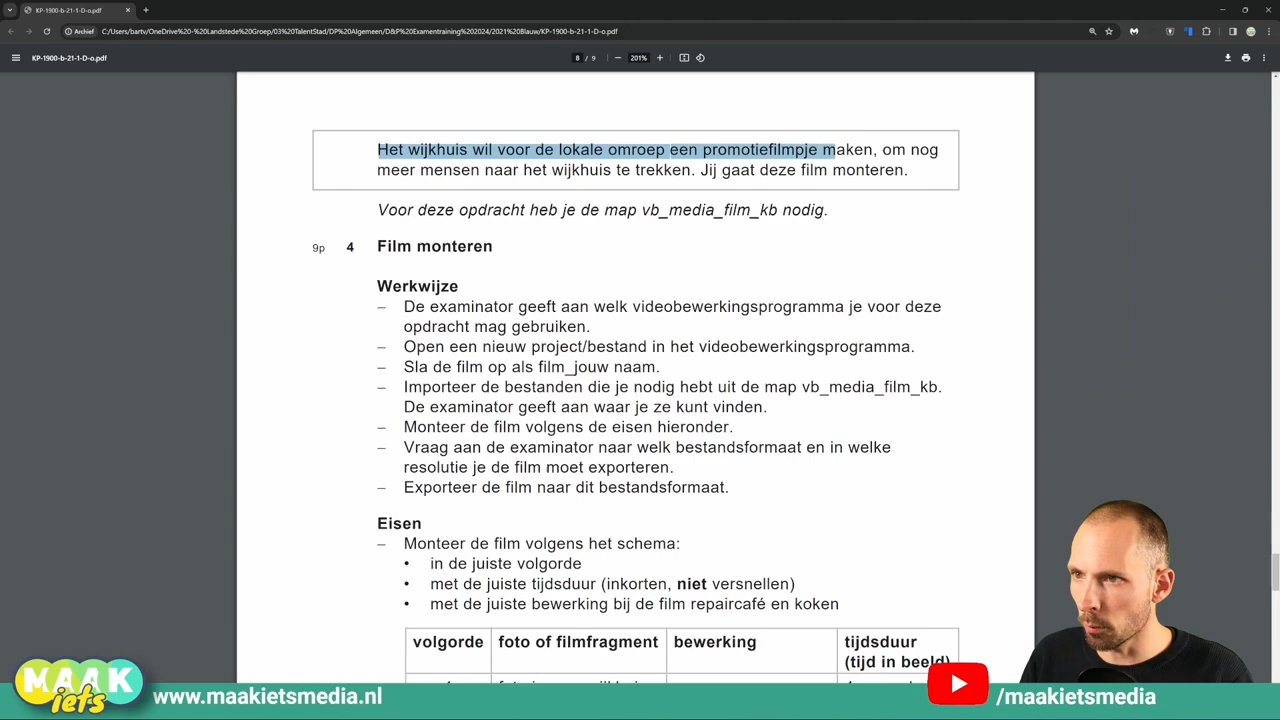 KP-1900-b-21-1-D-o.pdf
Archief
C:/Users/bartv/OneDrive%20-%20Landstede%20Groep/03%20TalentStad/DP%20Algemeen/D&P%20Examentraining%202024/2021%20Blauw/KP-1900-b-21-1-D-o.pdf
KP-1900-b-21-1-D-o.pdf
8 / 9
201%
Het wijkhuis wil voor de lokale omroep een promotiefilmpje maken, om nog
meer mensen naar het wijkhuis te trekken. Jij gaat deze film monteren.
Voor deze opdracht heb je de map vb_media_film_kb nodig.
9p 4 Film monteren
Werkwijze
– De examinator geeft aan welk videobewerkingsprogramma je voor deze
opdracht mag gebruiken.
– Open een nieuw project/bestand in het videobewerkingsprogramma.
– Sla de film op als film_jouw naam.
– Importeer de bestanden die je nodig hebt uit de map vb_media_film_kb.
De examinator geeft aan waar je ze kunt vinden.
– Monteer de film volgens de eisen hieronder.
– Vraag aan de examinator naar welk bestandsformaat en in welke
resolutie je de film moet exporteren.
– Exporteer de film naar dit bestandsformaat.
Eisen
– Monteer de film volgens het schema:
• in de juiste volgorde
• met de juiste tijdsduur (inkorten, niet versnellen)
• met de juiste bewerking bij de film repaircafé en koken
volgorde foto of filmfragment bewerking tijdsduur
(tijd in beeld)
MAAK
iets
www.maakietsmedia.nl
/maakietsmedia